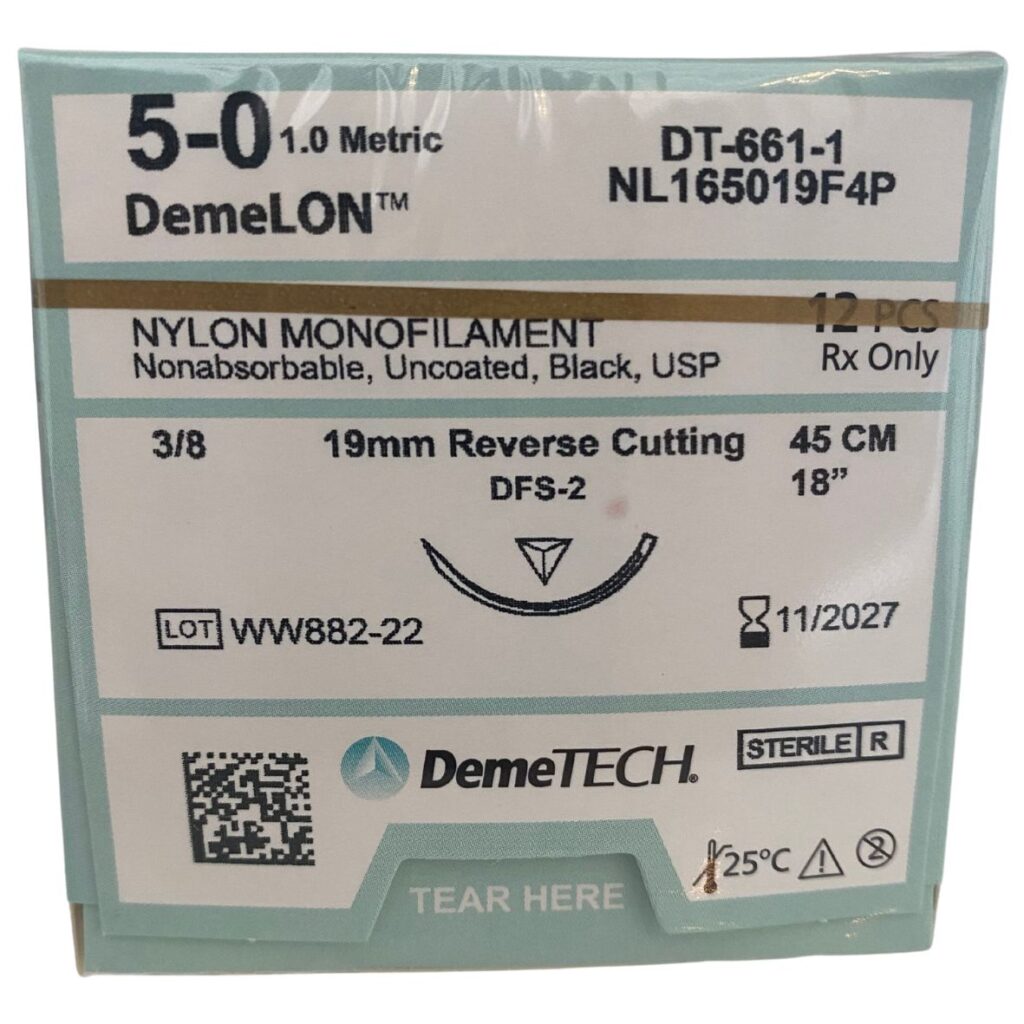 5-0 1.0 Metric
DemeLON™
DT-661-1
NL165019F4P
NYLON MONOFILAMENT
Nonabsorbable, Uncoated, Black, USP
12 PCS
Rx Only
3/8
19mm Reverse Cutting
DFS-2
45 CM
18”
LOT WW882-22
11/2027
DemeTECH®
STERILE R
25°C
2
TEAR HERE